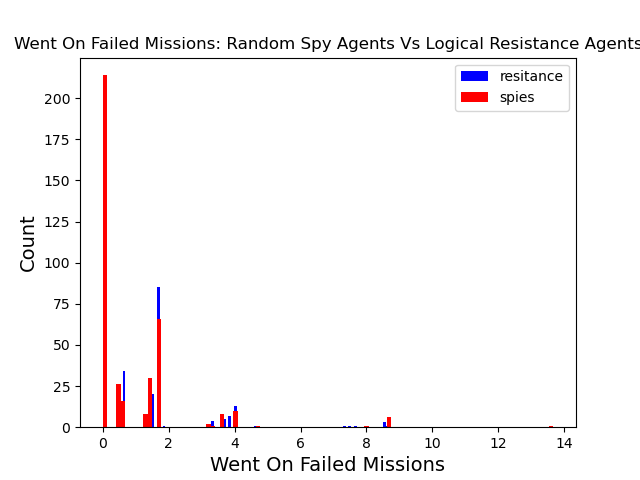 Went On Failed Missions: Random Spy Agents Vs Logical Resistance Agents
resitance
spies
200
175
150
125
100
75
50
25
0
Count
0 2 4 6 8 10 12 14
Went On Failed Missions